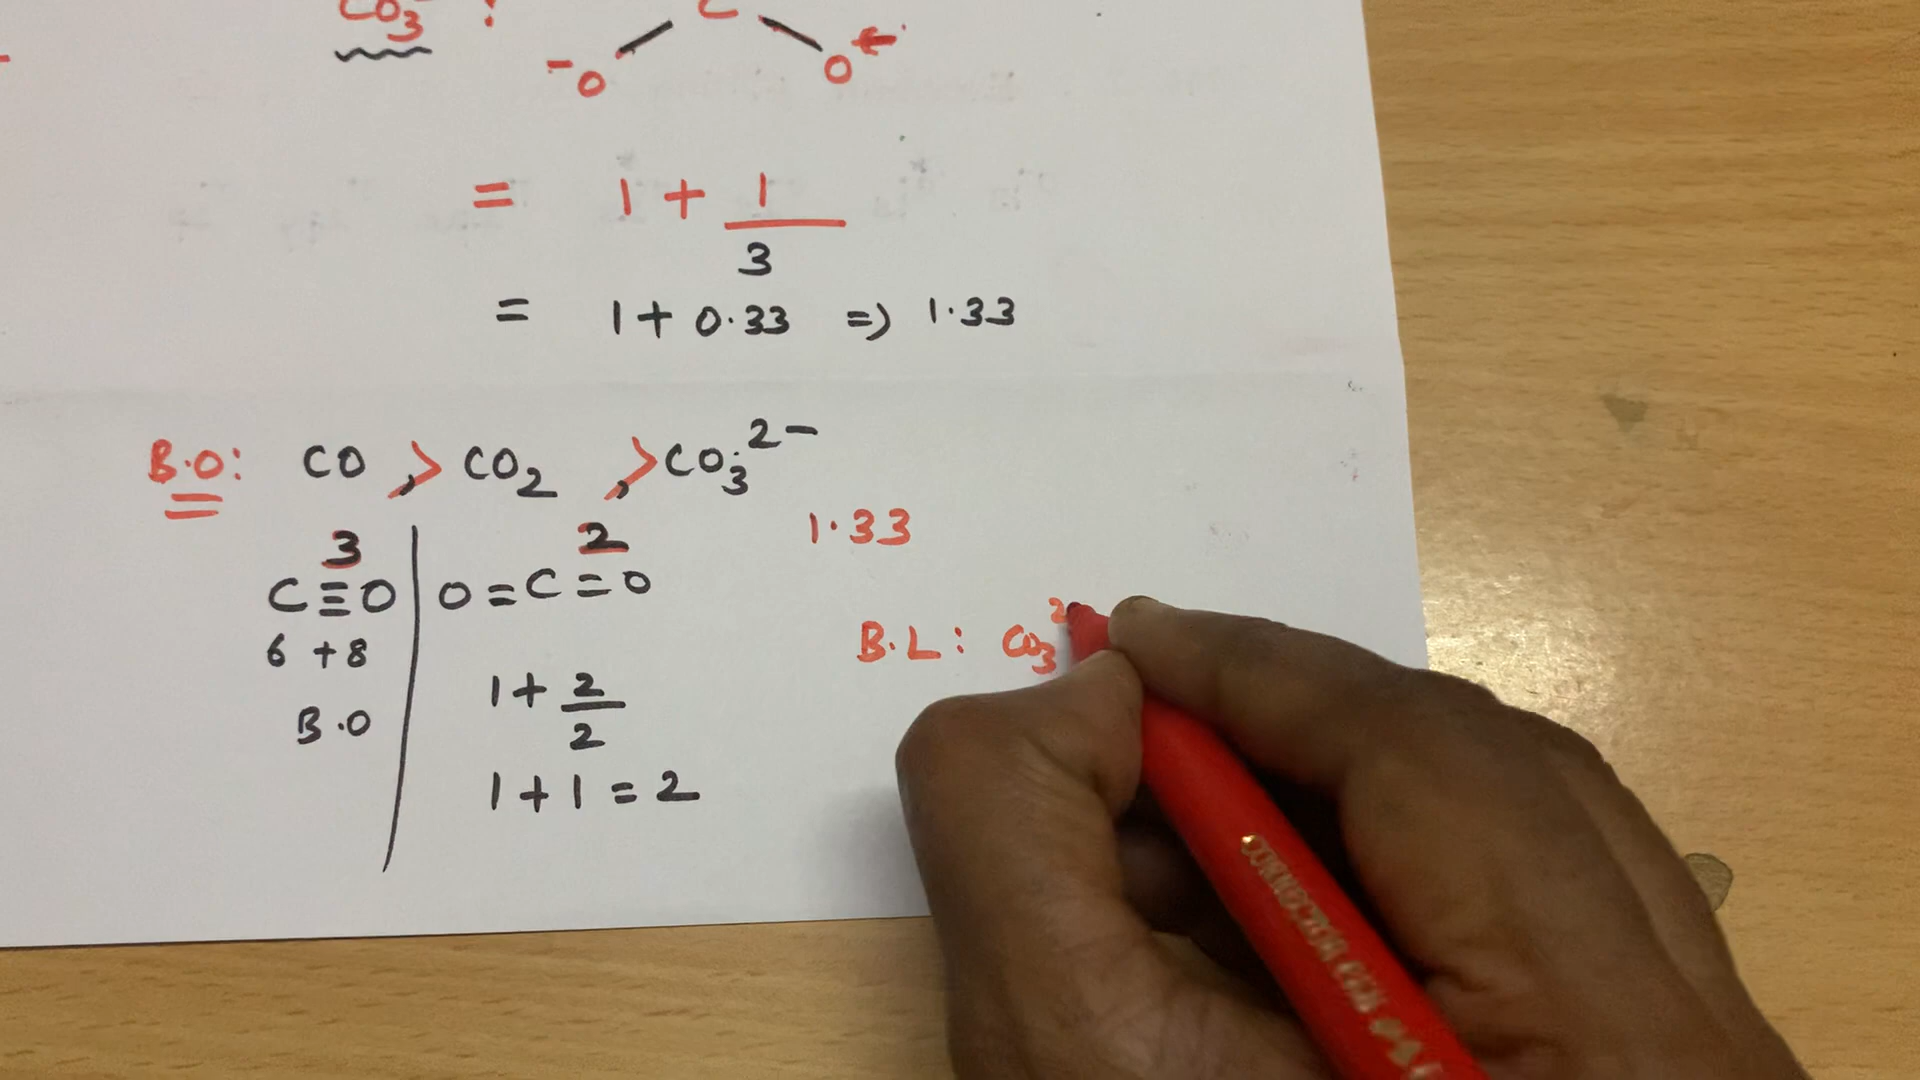 CO3 :
C
-O O ←
= 1 + 1/3
= 1 + 0.33 => 1.33
B.O: CO > CO2 > CO3 2-
3 2 1.33
C≡O O=C=O
6 + 8
B.L: CO3 2
1 + 2/2
B.O
1 + 1 = 2